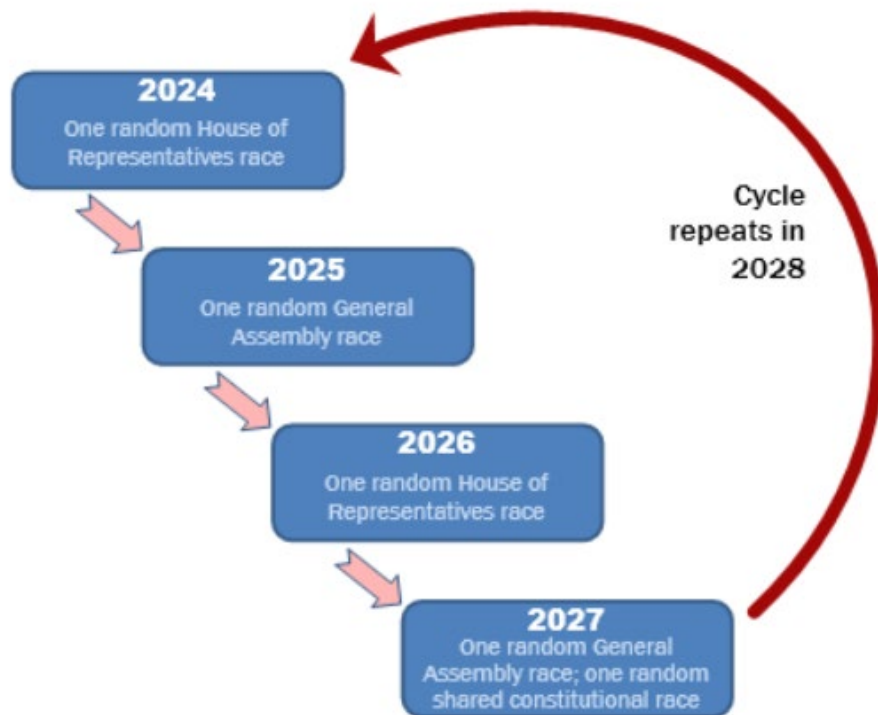 2024
One random House of
Representatives race
Cycle
repeats in
2028
2025
One random General
Assembly race
2026
One random House of
Representatives race
2027
One random General
Assembly race; one random
shared constitutional race